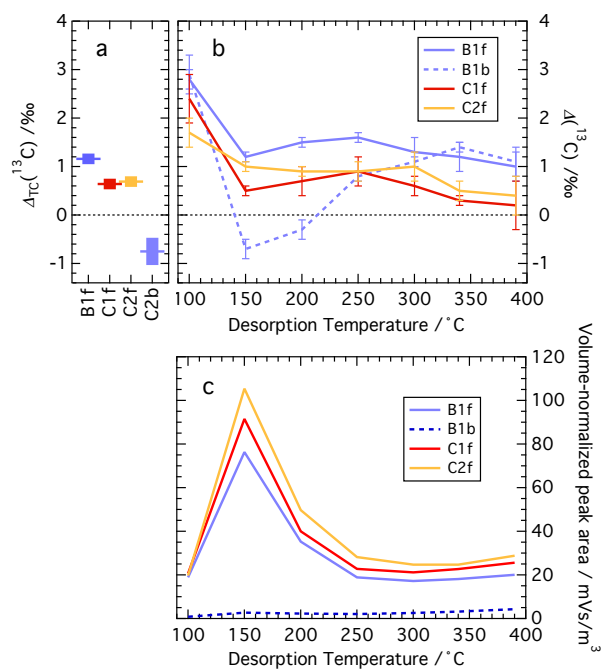 a
4
3
2
1
0
-1
Δ_TC(¹³C) /‰
B1f
C1f
C2f
C2b
b
B1f
B1b
C1f
C2f
4
3
2
1
0
-1
Δ(¹³C) /‰
100 150 200 250 300 350 400
Desorption Temperature /˚C
c
B1f
B1b
C1f
C2f
120
100
80
60
40
20
0
Volume-normalized peak area / mVs/m³
100 150 200 250 300 350 400
Desorption Temperature /˚C